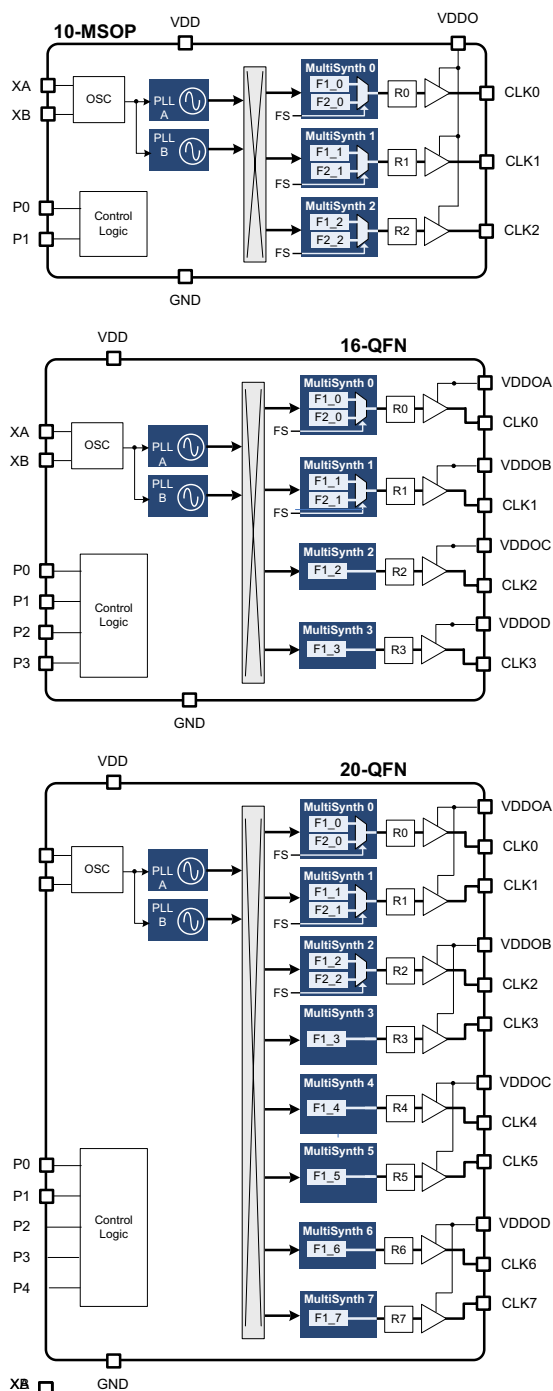 10-MSOP
VDD
VDDO
XA
XB
OSC
PLL A
PLL B
MultiSynth 0
F1_0
F2_0
FS
R0
CLK0
MultiSynth 1
F1_1
F2_1
FS
R1
CLK1
MultiSynth 2
F1_2
F2_2
FS
R2
CLK2
P0
P1
Control Logic
GND
16-QFN
VDD
XA
XB
OSC
PLL A
PLL B
MultiSynth 0
F1_0
F2_0
FS
R0
VDDOA
CLK0
MultiSynth 1
F1_1
F2_1
FS
R1
VDDOB
CLK1
MultiSynth 2
F1_2
R2
VDDOC
CLK2
MultiSynth 3
F1_3
R3
VDDOD
CLK3
P0
P1
P2
P3
Control Logic
GND
20-QFN
VDD
OSC
PLL A
PLL B
MultiSynth 0
F1_0
F2_0
FS
R0
VDDOA
CLK0
MultiSynth 1
F1_1
F2_1
FS
R1
CLK1
MultiSynth 2
F1_2
F2_2
FS
R2
VDDOB
CLK2
MultiSynth 3
F1_3
R3
CLK3
MultiSynth 4
F1_4
R4
VDDOC
CLK4
MultiSynth 5
F1_5
R5
CLK5
MultiSynth 6
F1_6
R6
VDDOD
CLK6
MultiSynth 7
F1_7
R7
CLK7
P0
P1
P2
P3
P4
Control Logic
GND